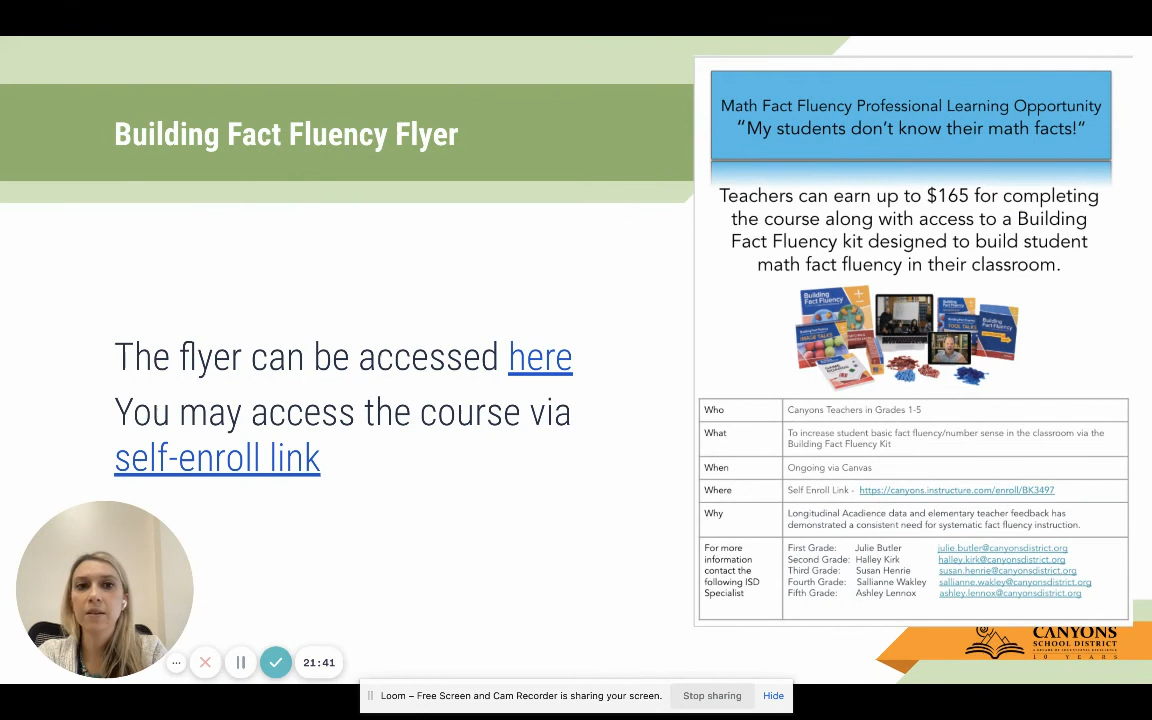 Building Fact Fluency Flyer
The flyer can be accessed here
You may access the course via
self-enroll link
Math Fact Fluency Professional Learning Opportunity
“My students don’t know their math facts!”
Teachers can earn up to $165 for completing
the course along with access to a Building
Fact Fluency kit designed to build student
math fact fluency in their classroom.
Building
Fact Fluency
IMAGE TALKS
Who Canyons Teachers in Grades 1-5
What To increase student basic fact fluency/number sense in the classroom via the
Building Fact Fluency Kit
When Ongoing via Canvas
Where Self Enroll Link - https://canyons.instructure.com/enroll/BK3497
Why Longitudinal Acadience data and elementary teacher feedback has
demonstrated a consistent need for systematic fact fluency instruction.
For more
information
contact the
following ISD
Specialist
First Grade: Julie Butler julie.butler@canyonsdistrict.org
Second Grade: Halley Kirk halley.kirk@canyonsdistrict.org
Third Grade: Susan Henrie susan.henrie@canyonsdistrict.org
Fourth Grade: Sallianne Wakley sallianne.wakley@canyonsdistrict.org
Fifth Grade: Ashley Lennox ashley.lennox@canyonsdistrict.org
CANYONS
SCHOOL DISTRICT
10 YEARS
21:41
Loom – Free Screen and Cam Recorder is sharing your screen. Stop sharing Hide